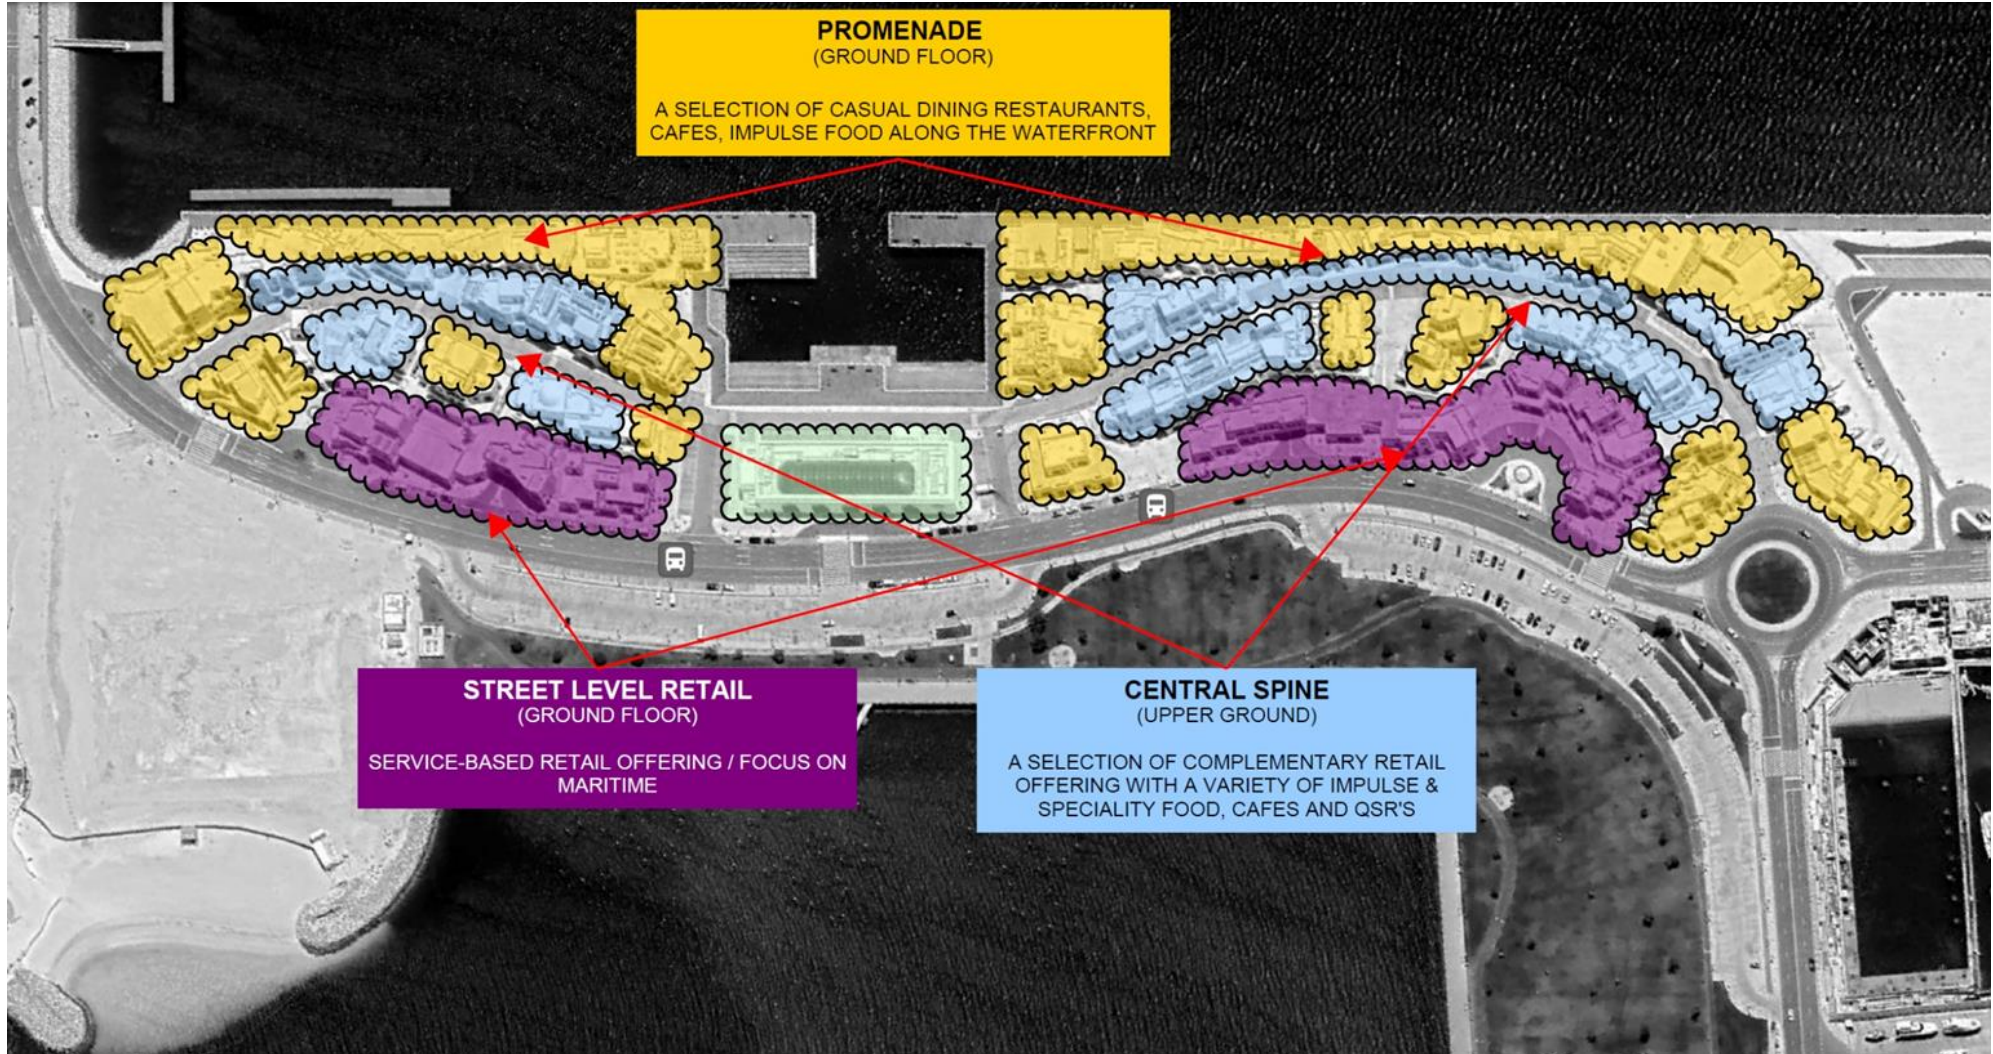 PROMENADE
(GROUND FLOOR)
A SELECTION OF CASUAL DINING RESTAURANTS,
CAFES, IMPULSE FOOD ALONG THE WATERFRONT
STREET LEVEL RETAIL
(GROUND FLOOR)
SERVICE-BASED RETAIL OFFERING / FOCUS ON
MARITIME
CENTRAL SPINE
(UPPER GROUND)
A SELECTION OF COMPLEMENTARY RETAIL
OFFERING WITH A VARIETY OF IMPULSE &
SPECIALITY FOOD, CAFES AND QSR'S